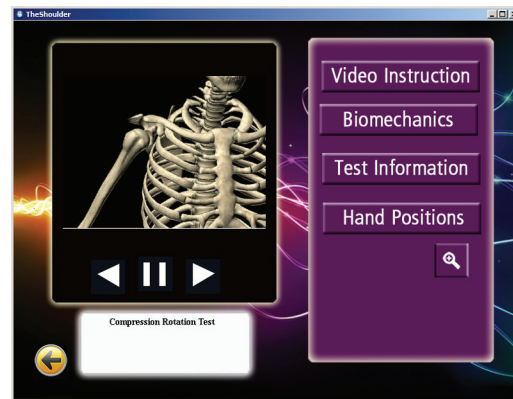 TheShoulder
Video Instruction
Biomechanics
Test Information
Hand Positions
Compression Rotation Test